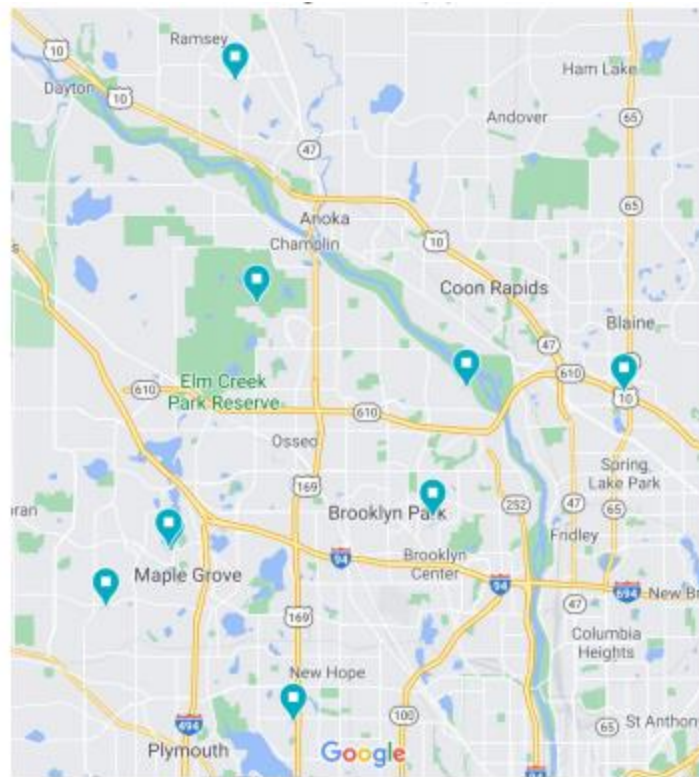 Ramsey
10
Ham Lake
Dayton
10
Andover
65
47
65
Anoka
Champlin
10
Coon Rapids
Blaine
47
610
10
Elm Creek
Park Reserve
610
610
Osseo
Spring
Lake Park
169
Brooklyn Park
252
47
65
Fridley
94
Brooklyn
Center
94
694
New Br
Maple Grove
47
169
Columbia
Heights
New Hope
494
100
65
St Anthon
Plymouth
Google